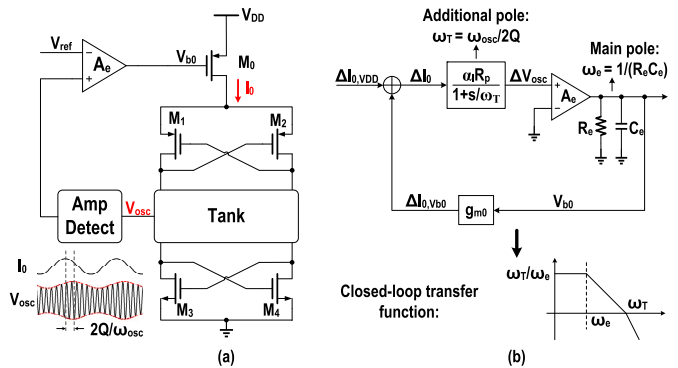 V_DD
V_ref
A_e
V_b0
M_0
I_0
M_1
M_2
Amp
Detect
V_osc
Tank
I_0
V_osc
2Q/ω_osc
M_3
M_4
(a)
Additional pole:
ω_T = ω_osc/2Q
Main pole:
ω_e = 1/(R_eC_e)
ΔI_0,VDD
ΔI_0
α_IR_p
1+s/ω_T
ΔV_osc
A_e
R_e
C_e
ΔI_0,Vb0
g_m0
V_b0
Closed-loop transfer
function:
ω_T/ω_e
ω_T
ω_e
(b)